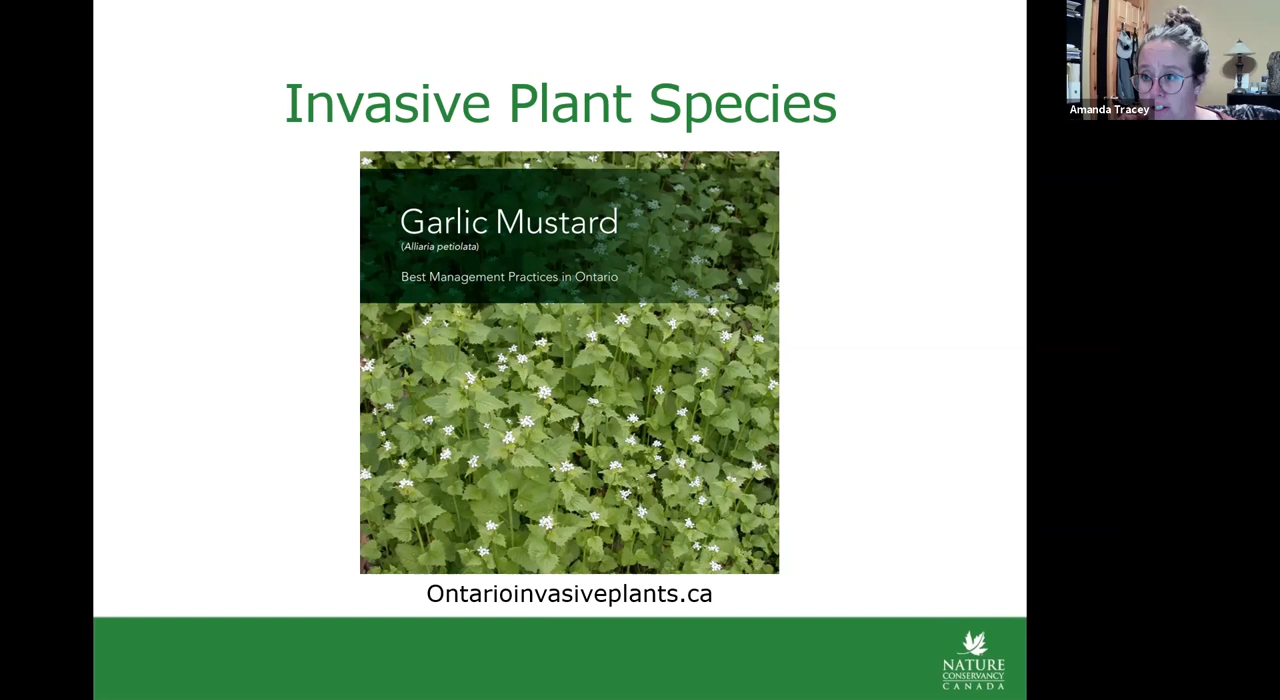 Invasive Plant Species
Garlic Mustard
(Alliaria petiolata)
Best Management Practices in Ontario
Ontarioinvasiveplants.ca
NATURE
CONSERVANCY
CANADA
Amanda Tracey